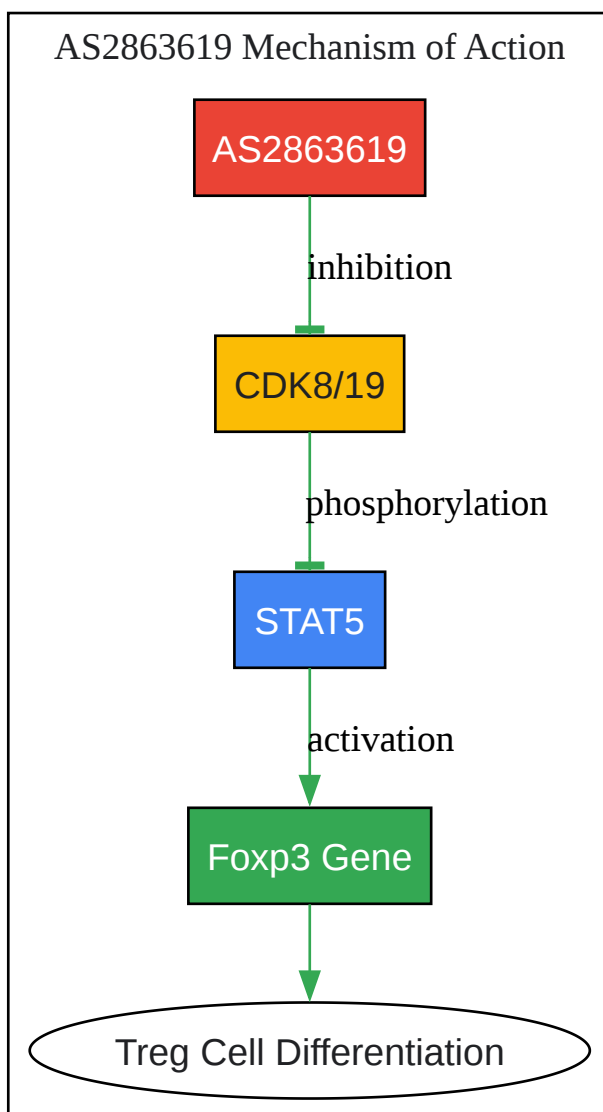 AS2863619 Mechanism of Action
AS2863619
inhibition
CDK8/19
phosphorylation
STAT5
activation
Foxp3 Gene
Treg Cell Differentiation